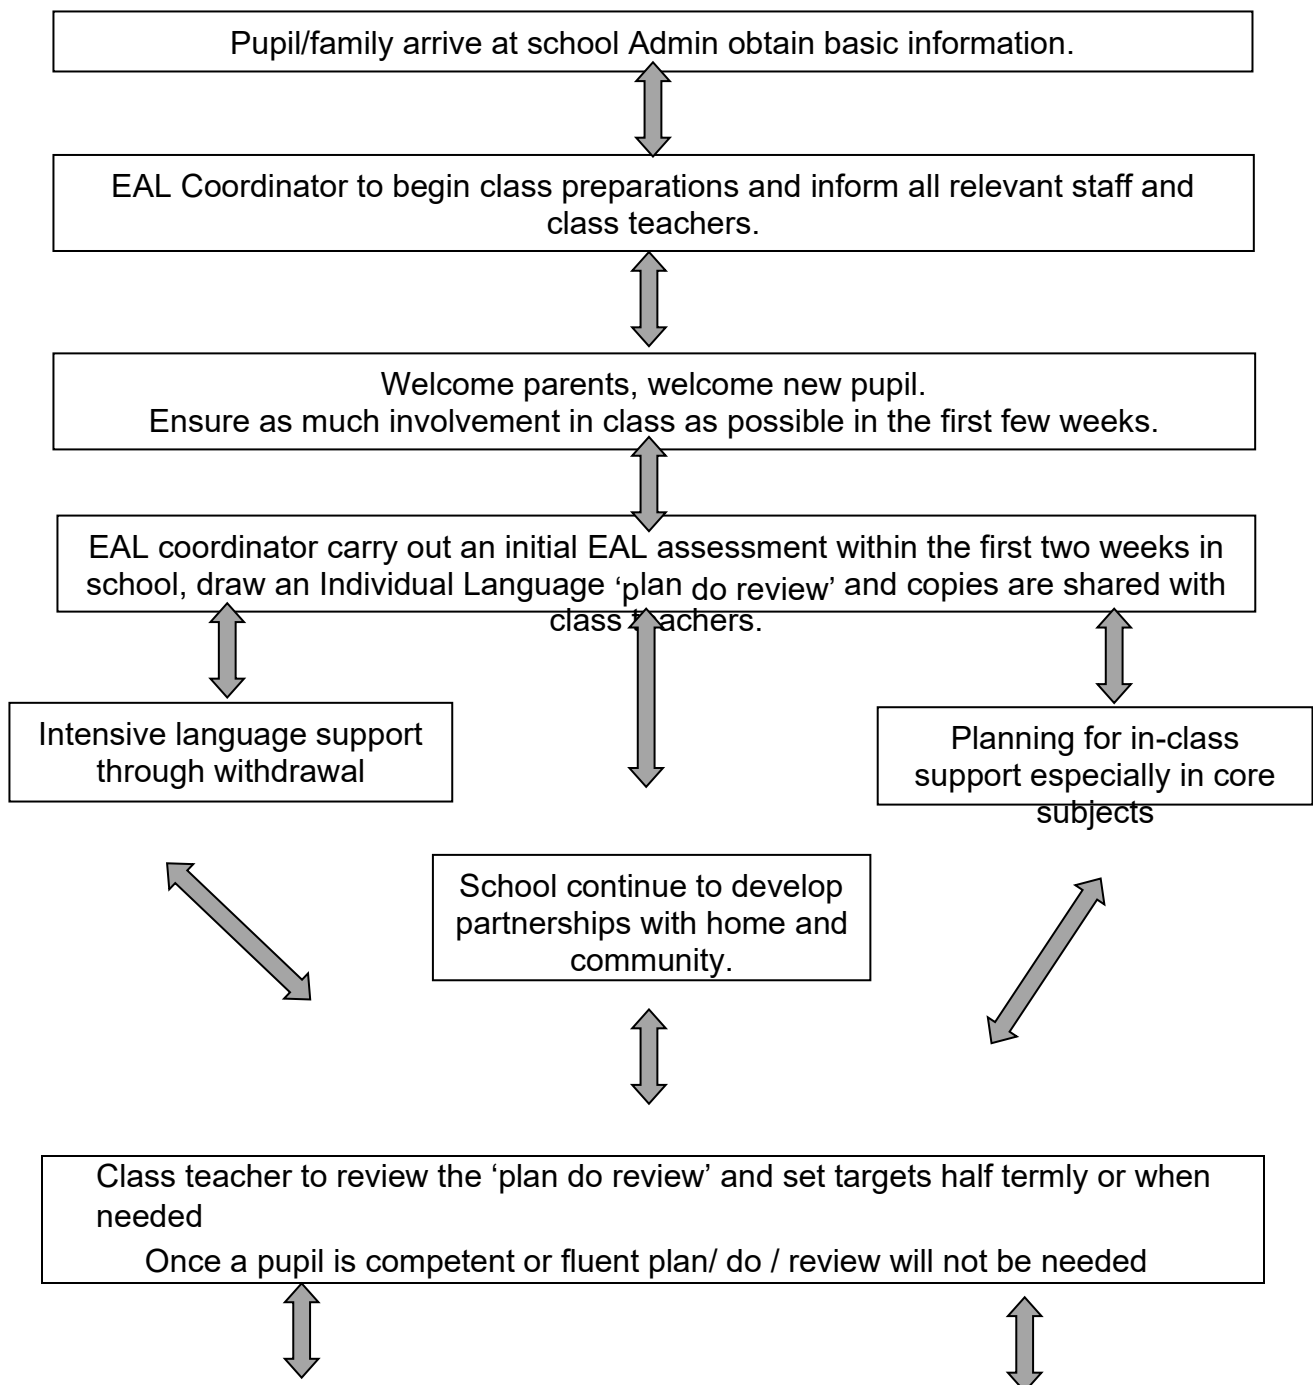 Pupil/family arrive at school Admin obtain basic information.
EAL Coordinator to begin class preparations and inform all relevant staff and
class teachers.
Welcome parents, welcome new pupil.
Ensure as much involvement in class as possible in the first few weeks.
EAL coordinator carry out an initial EAL assessment within the first two weeks in
school, draw an Individual Language ‘plan do review’ and copies are shared with
class teachers.
Intensive language support
through withdrawal
Planning for in-class
support especially in core
subjects
School continue to develop
partnerships with home and
community.
Class teacher to review the ‘plan do review’ and set targets half termly or when
needed
Once a pupil is competent or fluent plan/ do / review will not be needed